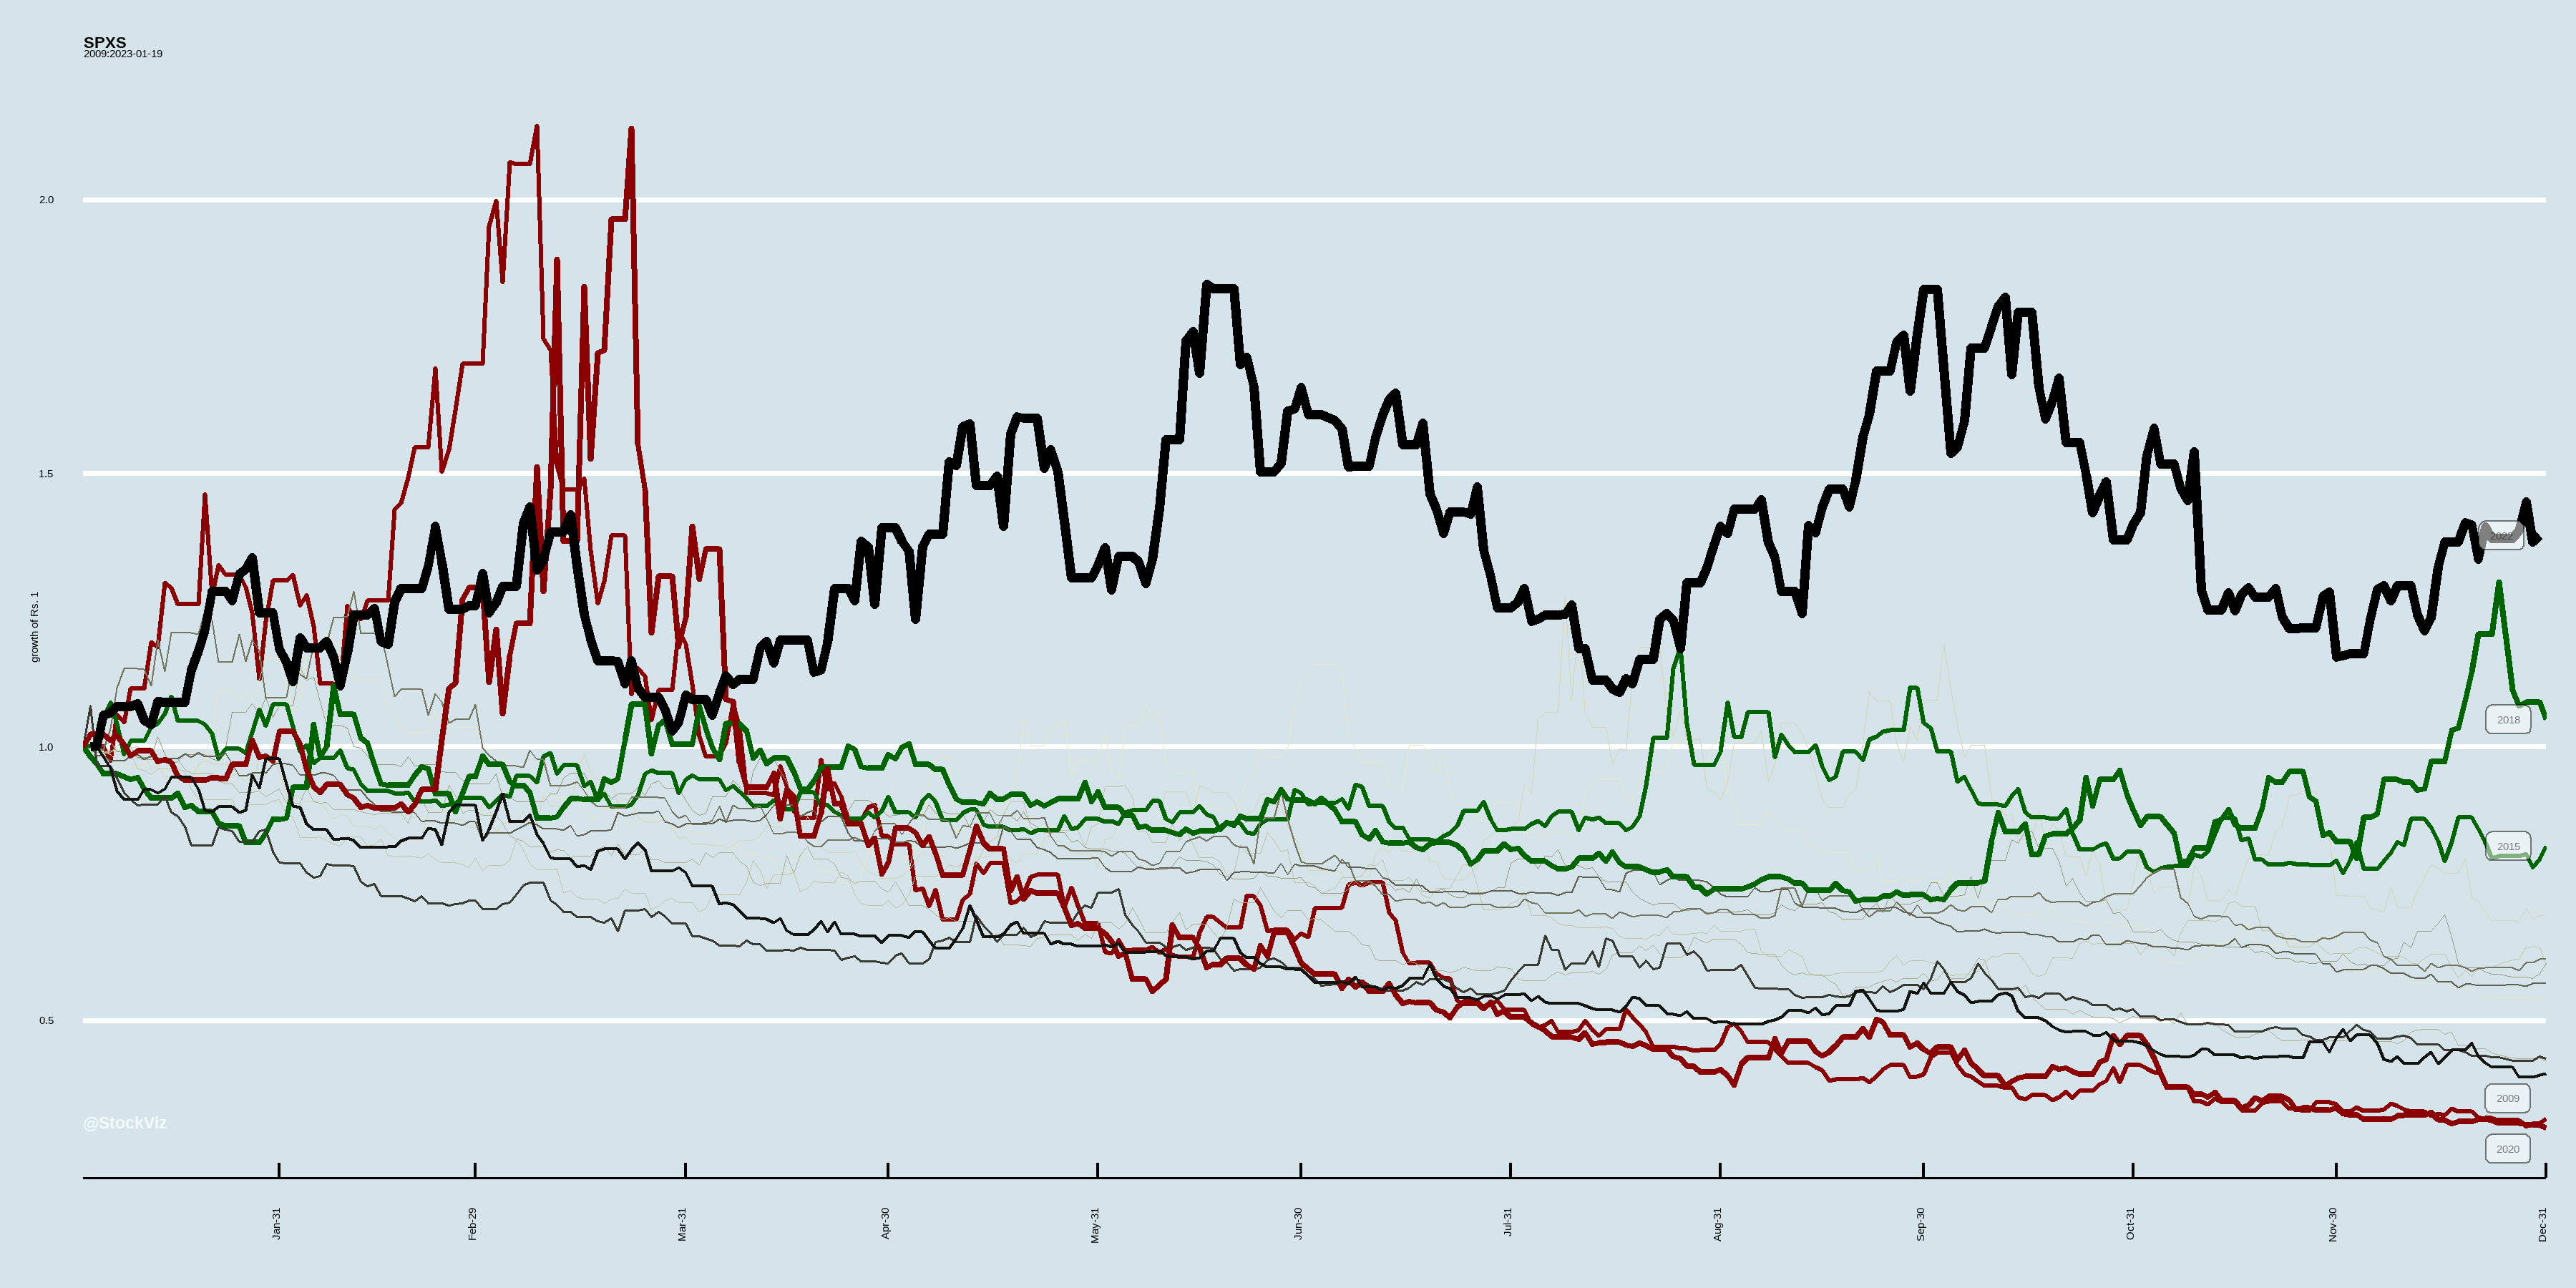 SPXS
2009:2023-01-19
2.0
1.5
1.0
0.5
growth of Rs. 1
2022
2018
2015
2009
2020
@StockViz
Jan-31
Feb-29
Mar-31
Apr-30
May-31
Jun-30
Jul-31
Aug-31
Sep-30
Oct-31
Nov-30
Dec-31